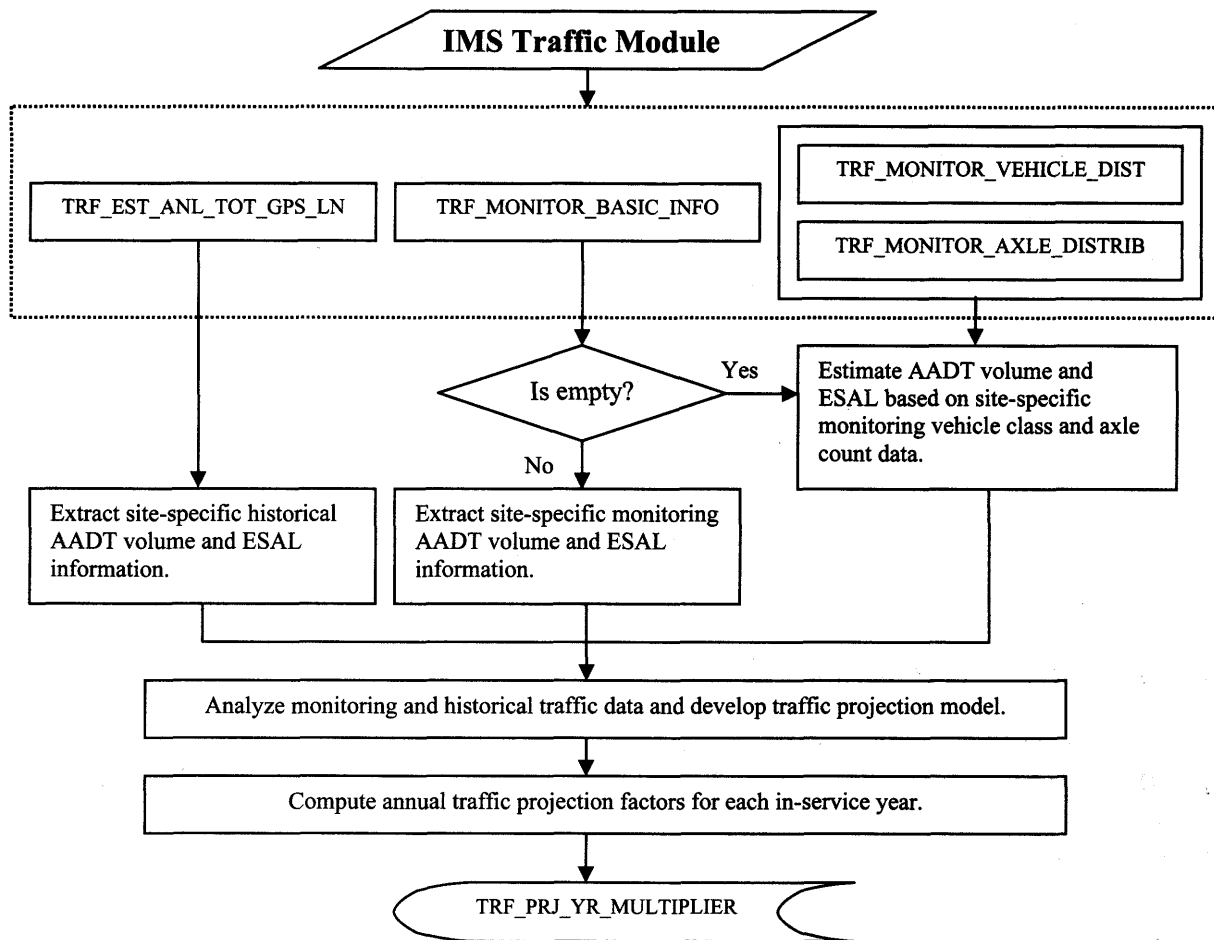 IMS Traffic Module
TRF_EST_ANL_TOT_GPS_LN
TRF_MONITOR_BASIC_INFO
TRF_MONITOR_VEHICLE_DIST
TRF_MONITOR_AXLE_DISTRIB
Is empty?
Yes
No
Estimate AADT volume and
ESAL based on site-specific
monitoring vehicle class and axle
count data.
Extract site-specific historical
AADT volume and ESAL
information.
Extract site-specific monitoring
AADT volume and ESAL
information.
Analyze monitoring and historical traffic data and develop traffic projection model.
Compute annual traffic projection factors for each in-service year.
TRF_PRJ_YR_MULTIPLIER